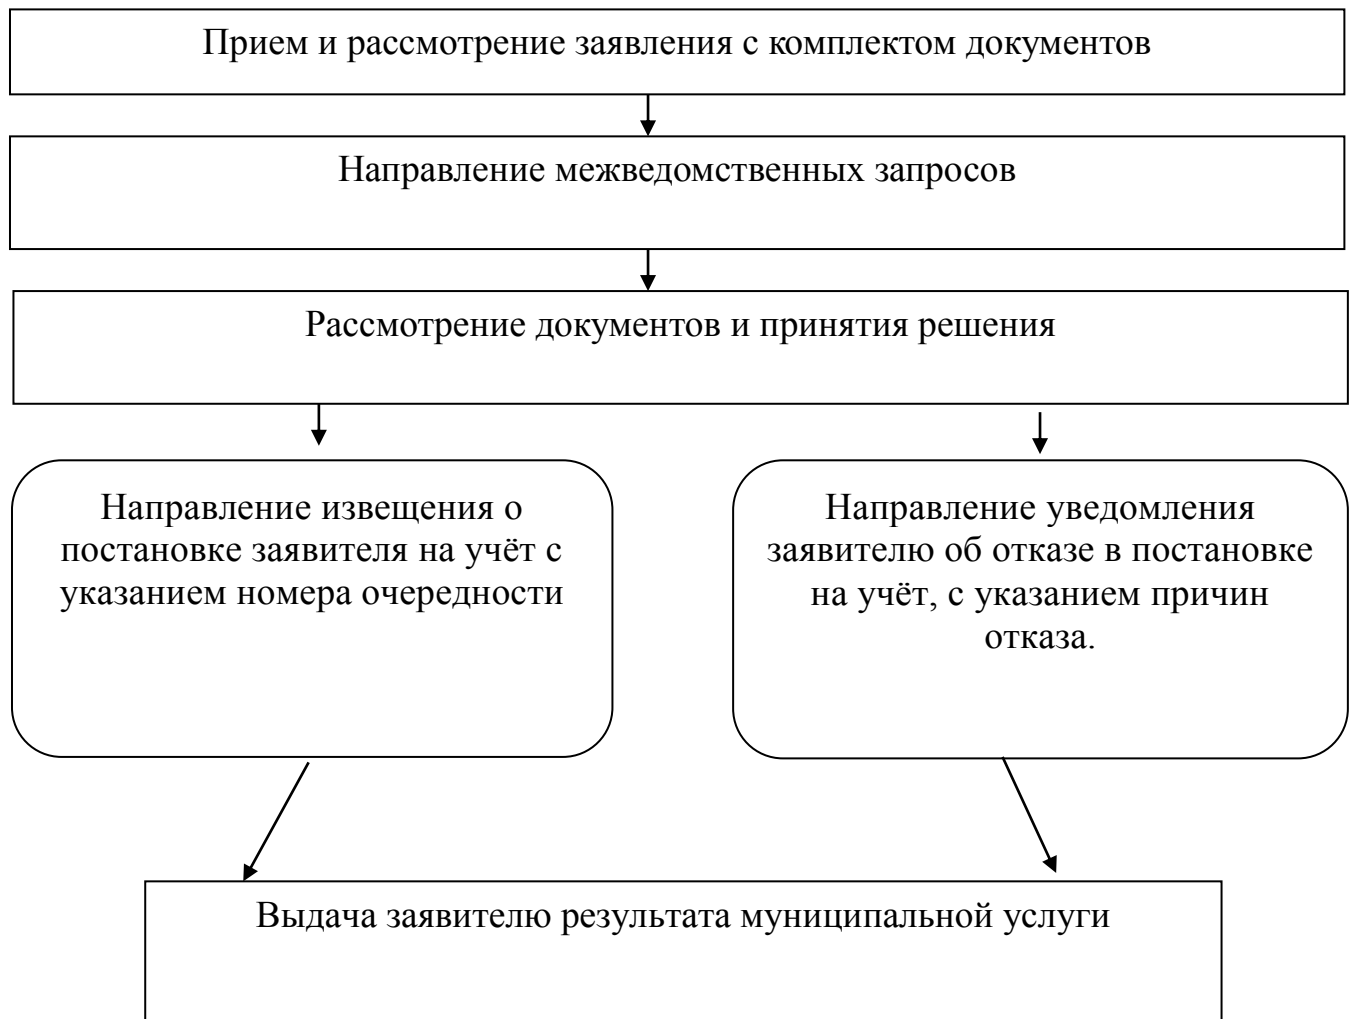 Прием и рассмотрение заявления с комплектом документов
Направление межведомственных запросов
Рассмотрение документов и принятия решения
Направление извещения о
постановке заявителя на учёт с
указанием номера очередности
Направление уведомления
заявителю об отказе в постановке
на учёт, с указанием причин
отказа.
Выдача заявителю результата муниципальной услуги